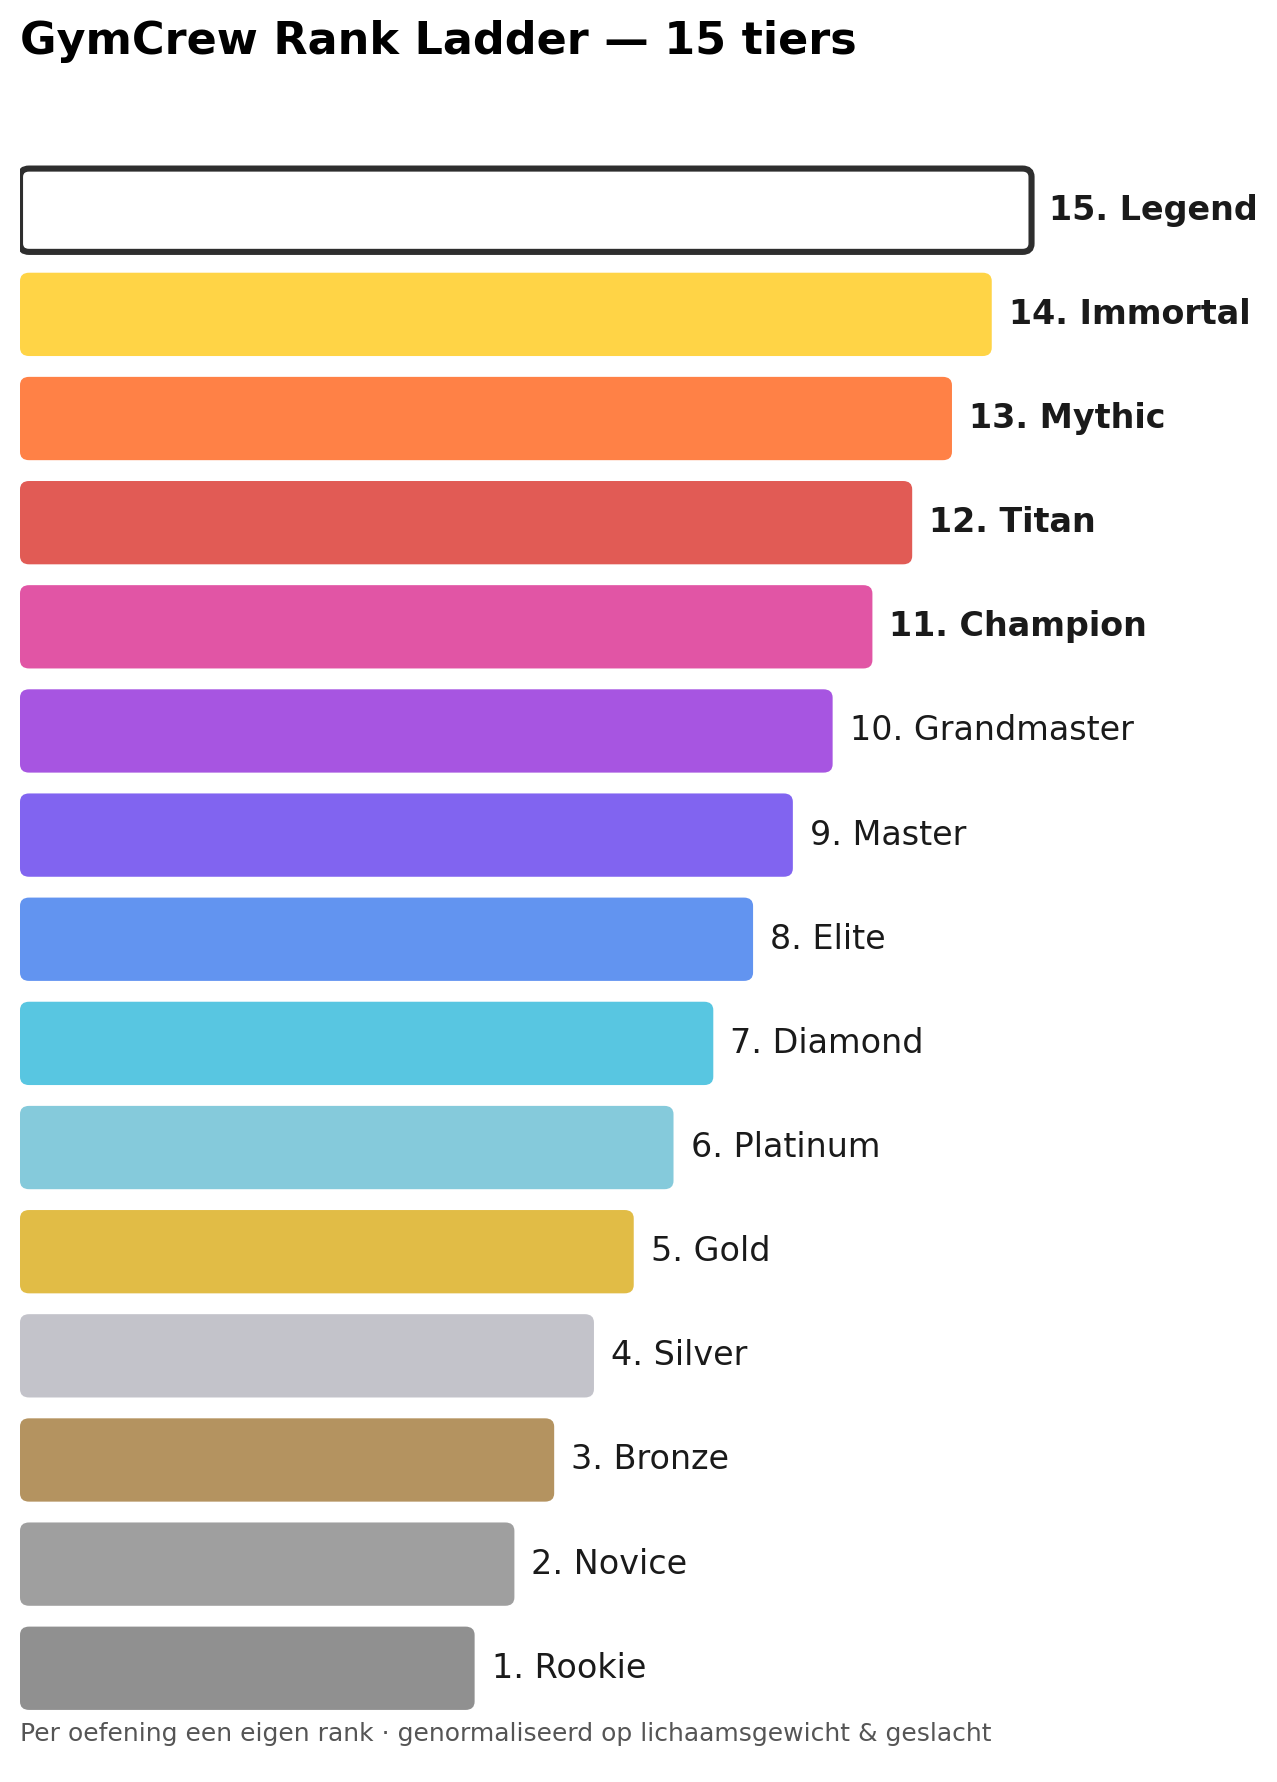 GymCrew Rank Ladder — 15 tiers
15. Legend
14. Immortal
13. Mythic
12. Titan
11. Champion
10. Grandmaster
9. Master
8. Elite
7. Diamond
6. Platinum
5. Gold
4. Silver
3. Bronze
2. Novice
1. Rookie
Per oefening een eigen rank · genormaliseerd op lichaamsgewicht & geslacht